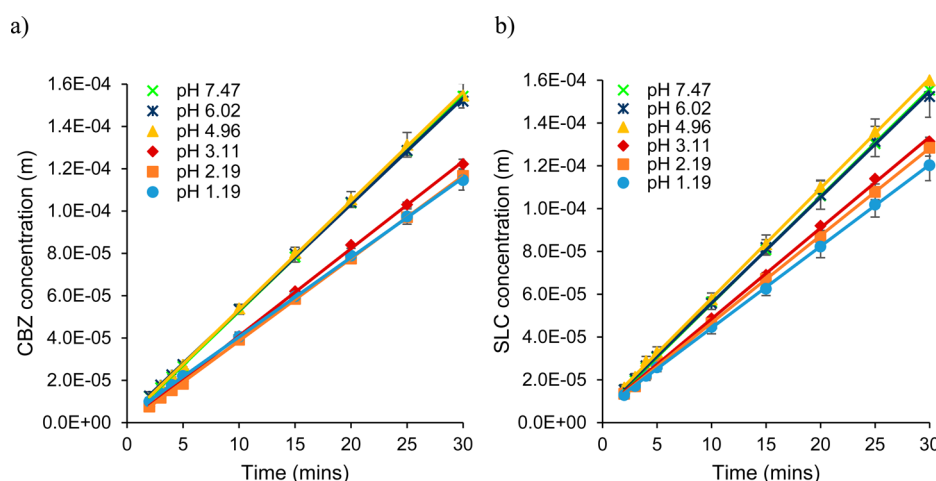 a)
CBZ concentration (m)
1.6E-04
1.4E-04
1.2E-04
1.0E-04
8.0E-05
6.0E-05
4.0E-05
2.0E-05
0.0E+00
pH 7.47
pH 6.02
pH 4.96
pH 3.11
pH 2.19
pH 1.19
0 5 10 15 20 25 30
Time (mins)
b)
SLC concentration (m)
1.6E-04
1.4E-04
1.2E-04
1.0E-04
8.0E-05
6.0E-05
4.0E-05
2.0E-05
0.0E+00
pH 7.47
pH 6.02
pH 4.96
pH 3.11
pH 2.19
pH 1.19
0 5 10 15 20 25 30
Time (mins)